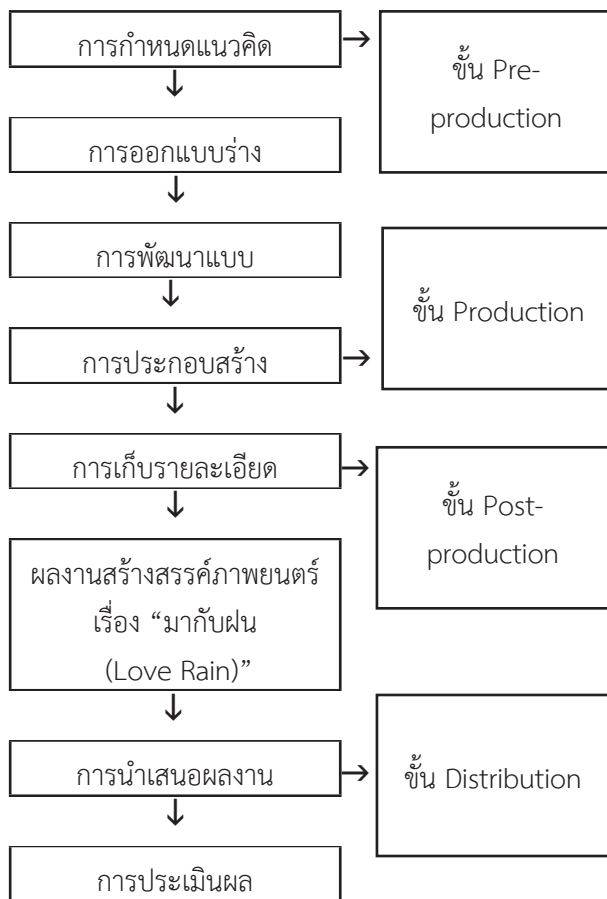 การกำหนดแนวคิด
ขั้น Pre-
production
การออกแบบร่าง
การพัฒนาแบบ
ขั้น Production
การประกอบสร้าง
การเก็บรายละเอียด
ขั้น Post-
production
ผลงานสร้างสรรค์ภาพยนตร์
เรื่อง “มากับฝน
(Love Rain)”
การนำเสนอผลงาน
ขั้น Distribution
การประเมินผล